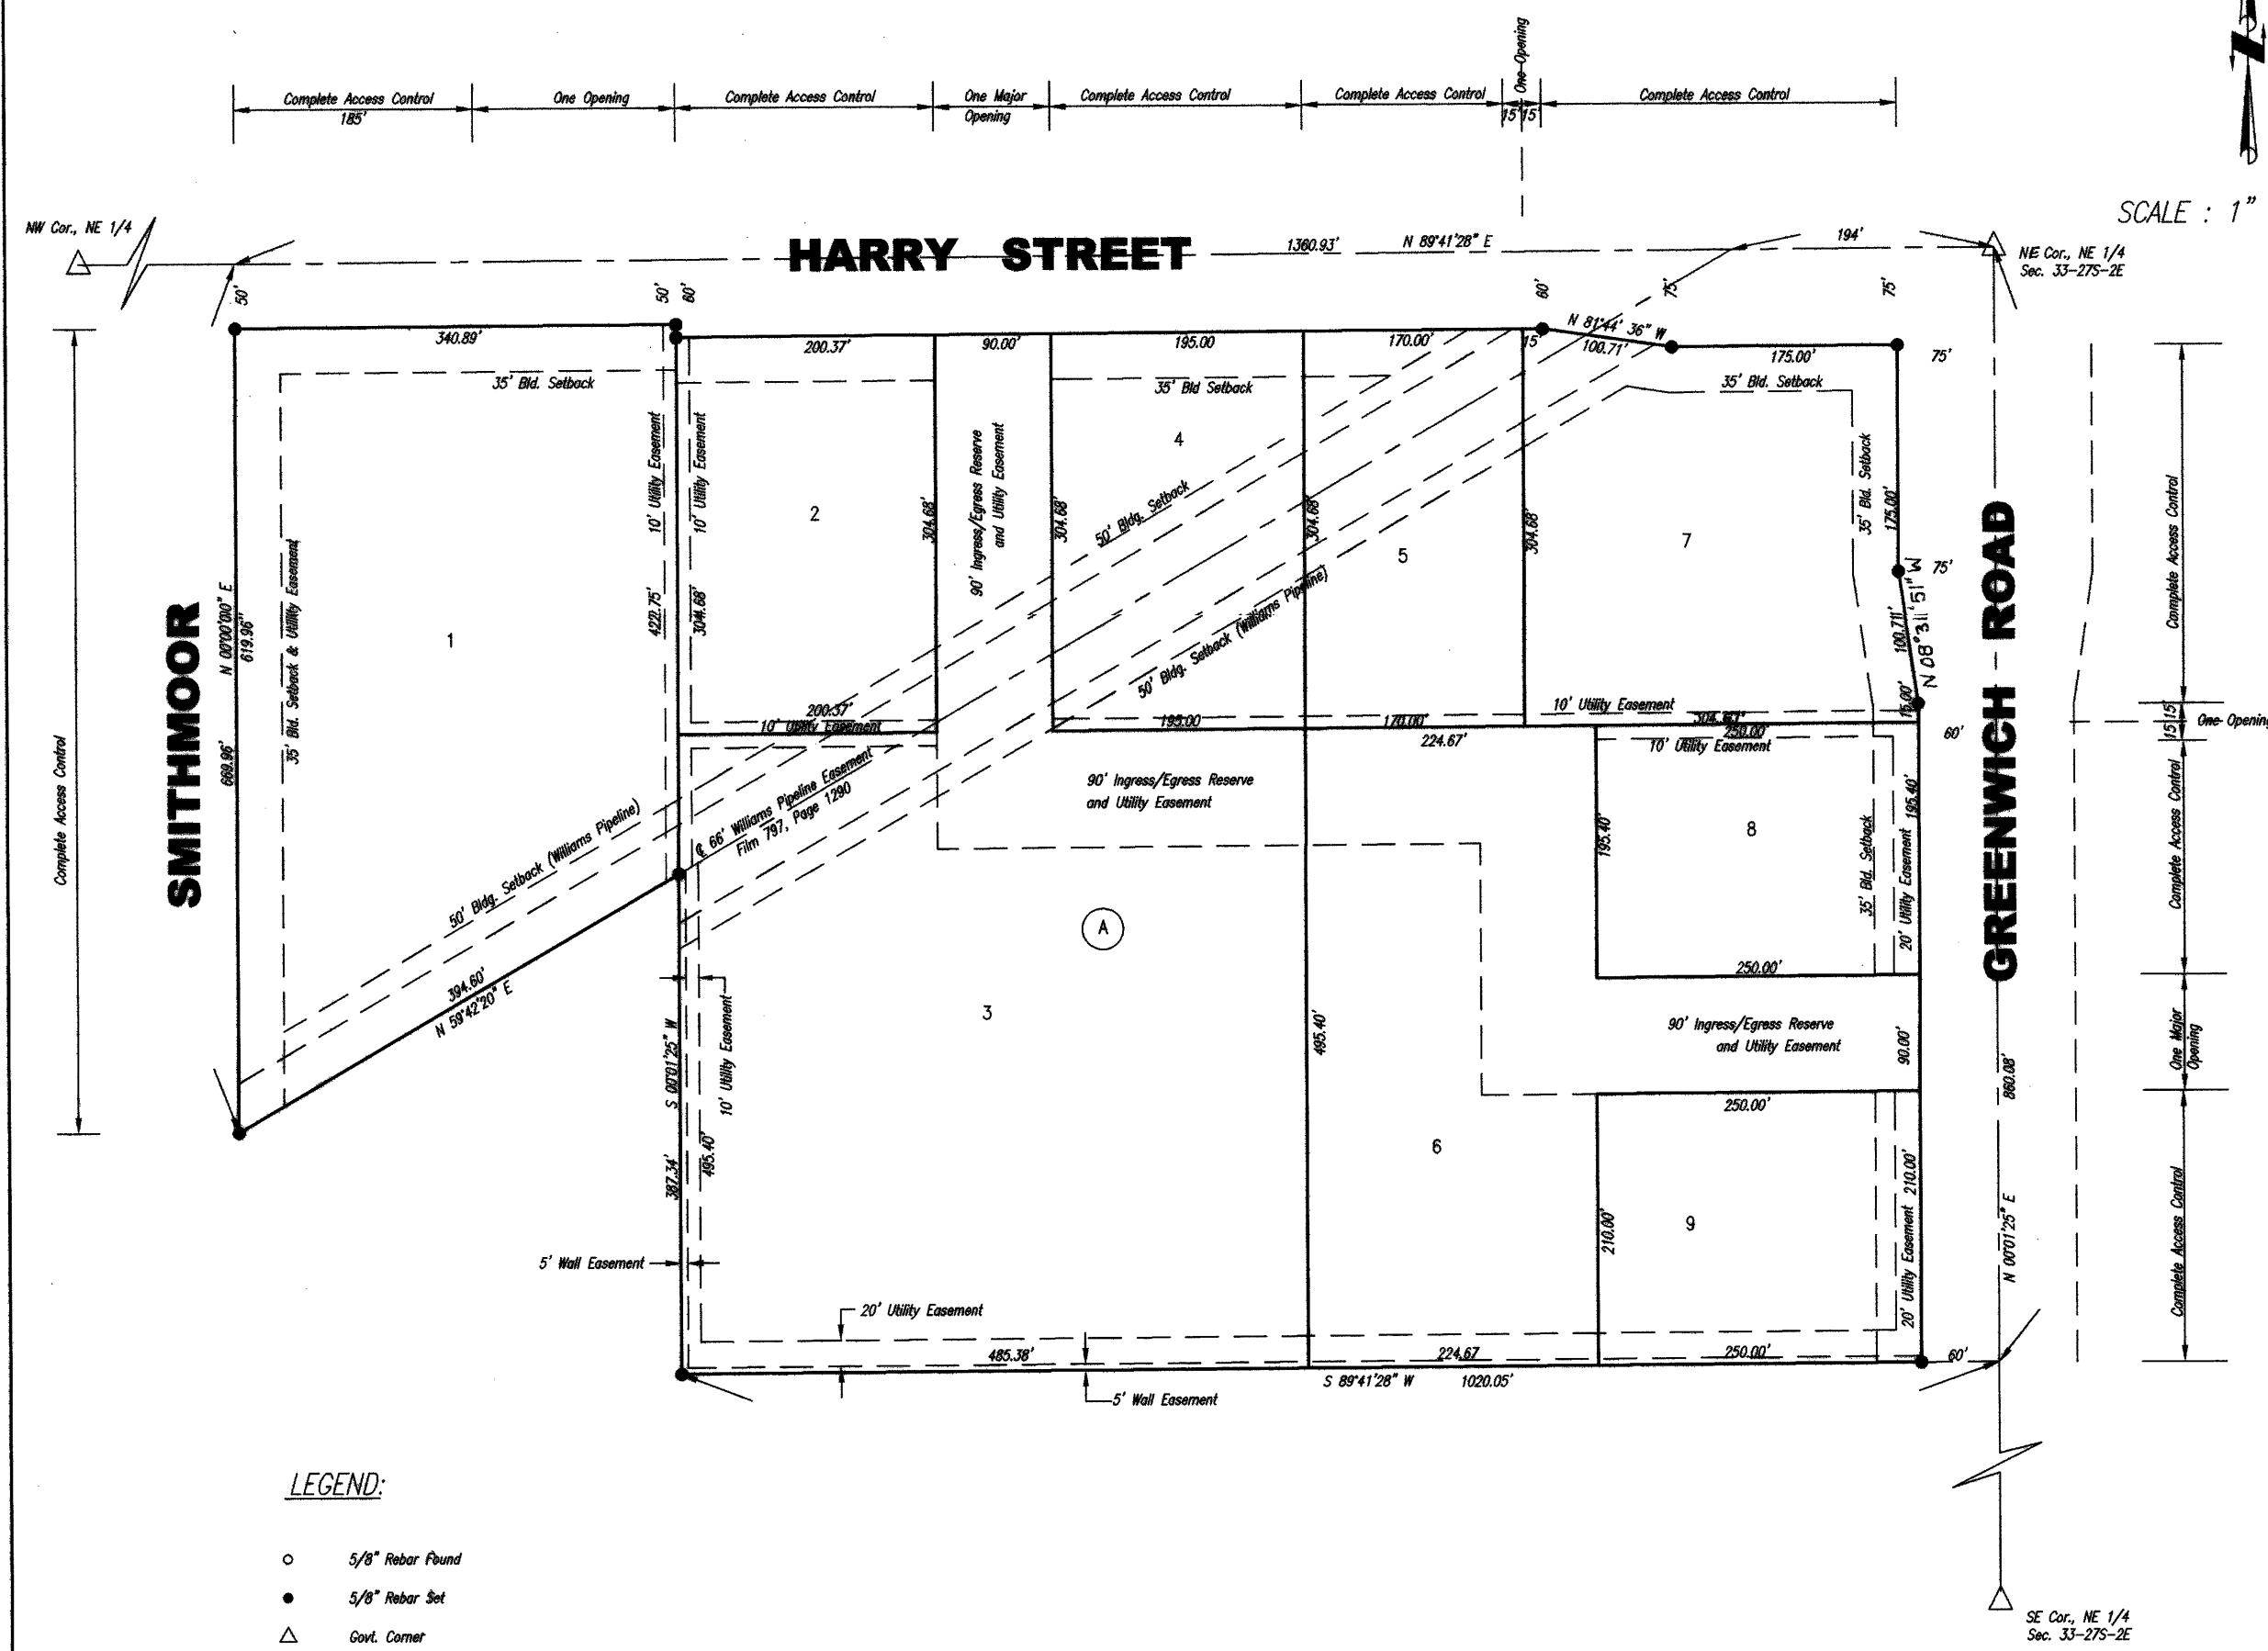 One Opening
Complete Access Control
185'
One Opening
Complete Access Control
One Major
Opening
Complete Access Control
Complete Access Control
15'
15'
Complete Access Control
SCALE : 1"
NW Cor., NE 1/4
HARRY STREET
1360.93'
N 89°41'28" E
194'
NE Cor., NE 1/4
Sec. 33-27S-2E
50'
50'
60'
60'
75'
75'
340.89'
200.37'
90.00'
195.00
170.00'
15'
N 81°44' 36" W
100.71'
175.00'
75'
35' Bld. Setback
35' Bld Setback
35' Bld. Setback
10' Utility Easement
10' Utility Easement
4
90' Ingress/Egress Reserve
and Utility Easement
35' Bld. Setback
175.00'
Complete Access Control
2
304.68'
304.68'
50' Bldg. Setback
304.68'
5
304.68'
7
75'
GREENWICH ROAD
SMITHMOOR
N 00°00'00" E
619.96'
669.96'
35' Bld. Setback & Utility Easement
1
422.75'
304.68'
50' Bldg. Setback (Williams Pipeline)
100.71'
N 08°31'51" W
15.00'
15'
15'
One Opening
200.37'
10' Utility Easement
195.00
170.00'
10' Utility Easement
250.00'
60'
224.67'
10' Utility Easement
Complete Access Control
℄ 66' Williams Pipeline Easement
Film 797, Page 1290
90' Ingress/Egress Reserve
and Utility Easement
195.40'
8
35' Bld. Setback
20' Utility Easement
195.40'
Complete Access Control
50' Bldg. Setback (Williams Pipeline)
A
394.60'
N 59°42'20" E
250.00'
3
S 00°01'25" W
10' Utility Easement
495.40'
90' Ingress/Egress Reserve
and Utility Easement
90.00'
One Major
Opening
860.08'
250.00'
387.34'
495.40'
6
210.00'
9
20' Utility Easement
210.00'
N 00°01'25" E
Complete Access Control
5' Wall Easement
20' Utility Easement
485.38'
224.67
250.00'
60'
S 89°41'28" W
1020.05'
5' Wall Easement
LEGEND:
5/8" Rebar Found
5/8" Rebar Set
Govt. Corner
SE Cor., NE 1/4
Sec. 33-27S-2E